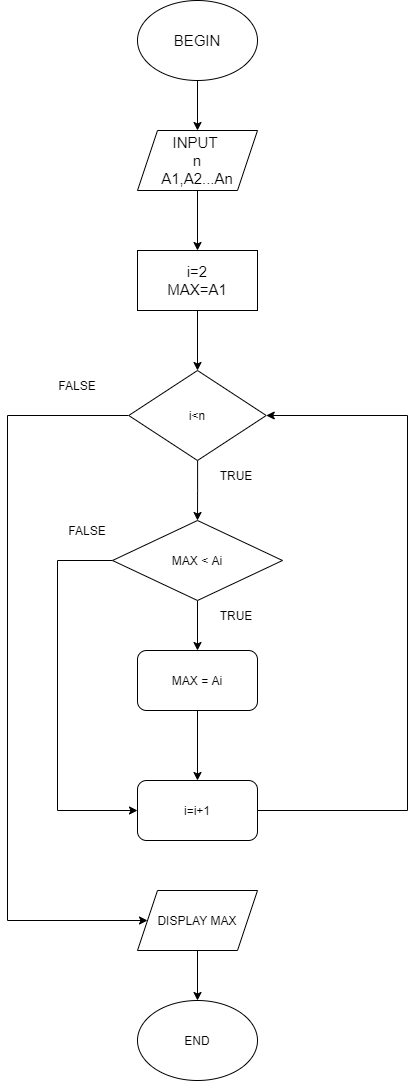 BEGIN
INPUT
n
A1,A2...An
i=2
MAX=A1
FALSE
i<n
TRUE
FALSE
MAX < Ai
TRUE
MAX = Ai
i=i+1
DISPLAY MAX
END